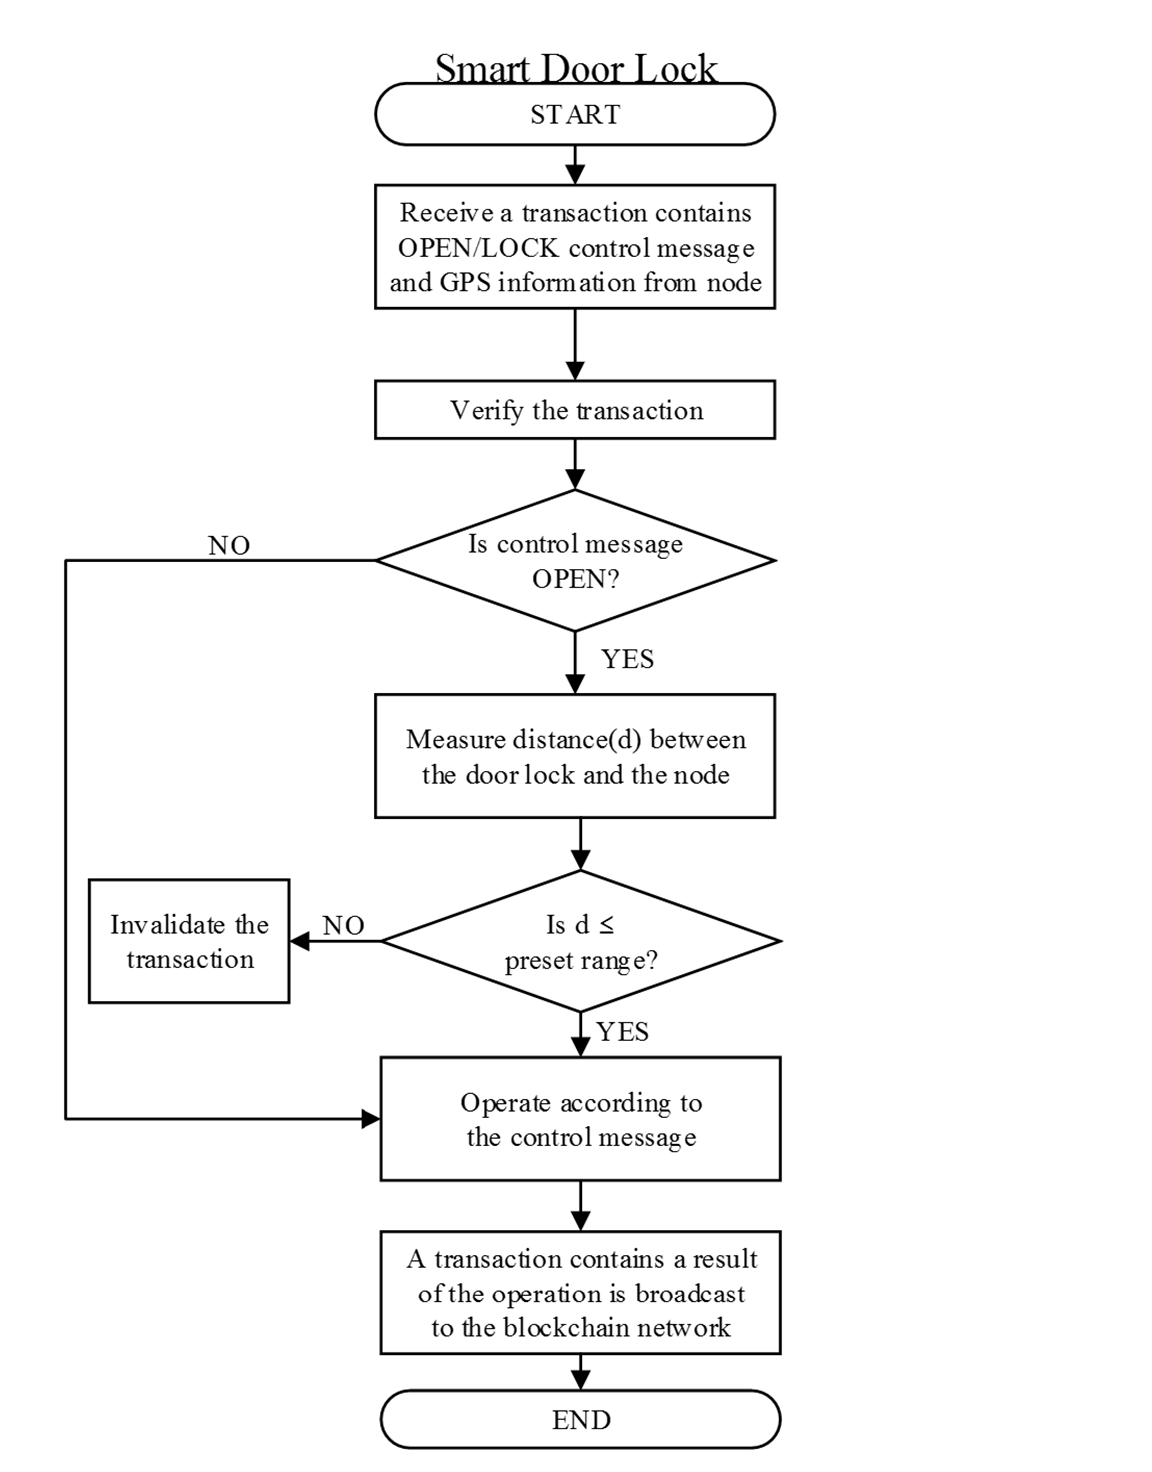 Smart Door Lock
START
Receive a transaction contains
OPEN/LOCK control message
and GPS information from node
Verify the transaction
Is control message
OPEN?
NO
YES
Measure distance(d) between
the door lock and the node
Is d ≤
preset range?
NO
Invalidate the
transaction
YES
Operate according to
the control message
A transaction contains a result
of the operation is broadcast
to the blockchain network
END